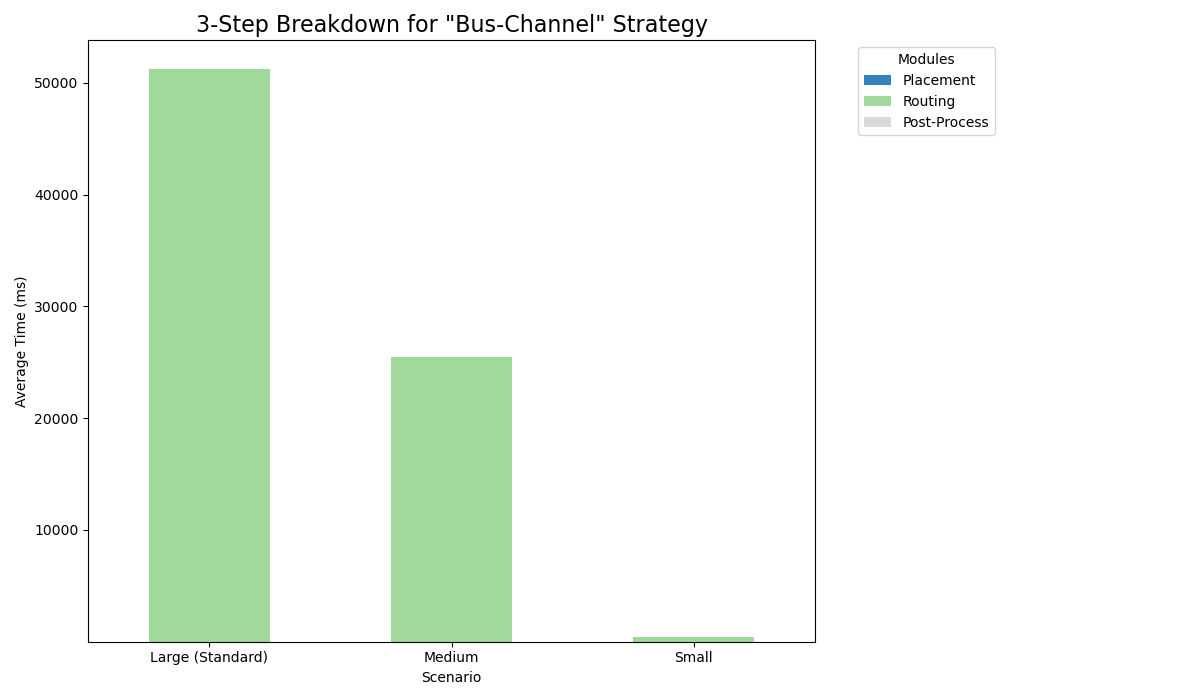 3-Step Breakdown for "Bus-Channel" Strategy
Modules
Placement
Routing
Post-Process
Average Time (ms)
50000
40000
30000
20000
10000
Large (Standard)
Medium
Small
Scenario